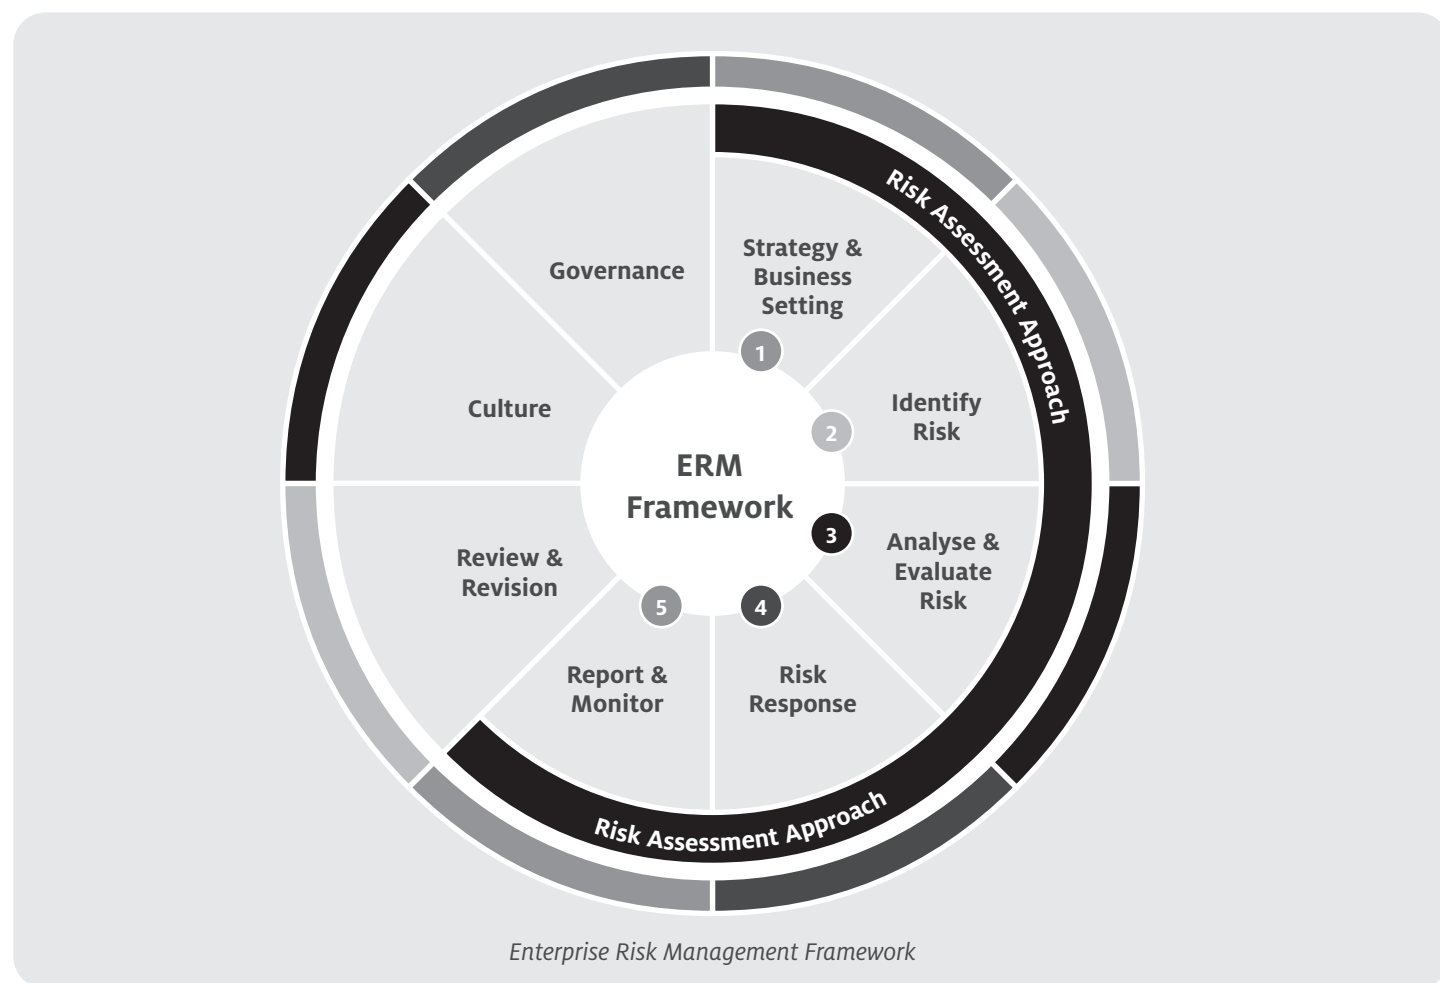 Risk Assessment Approach
Governance
Strategy &
Business
Setting
1
Culture
Identify
Risk
2
ERM
Framework
3
Analyse &
Evaluate
Risk
Review &
Revision
5
4
Report &
Monitor
Risk
Response
Risk Assessment Approach
Enterprise Risk Management Framework